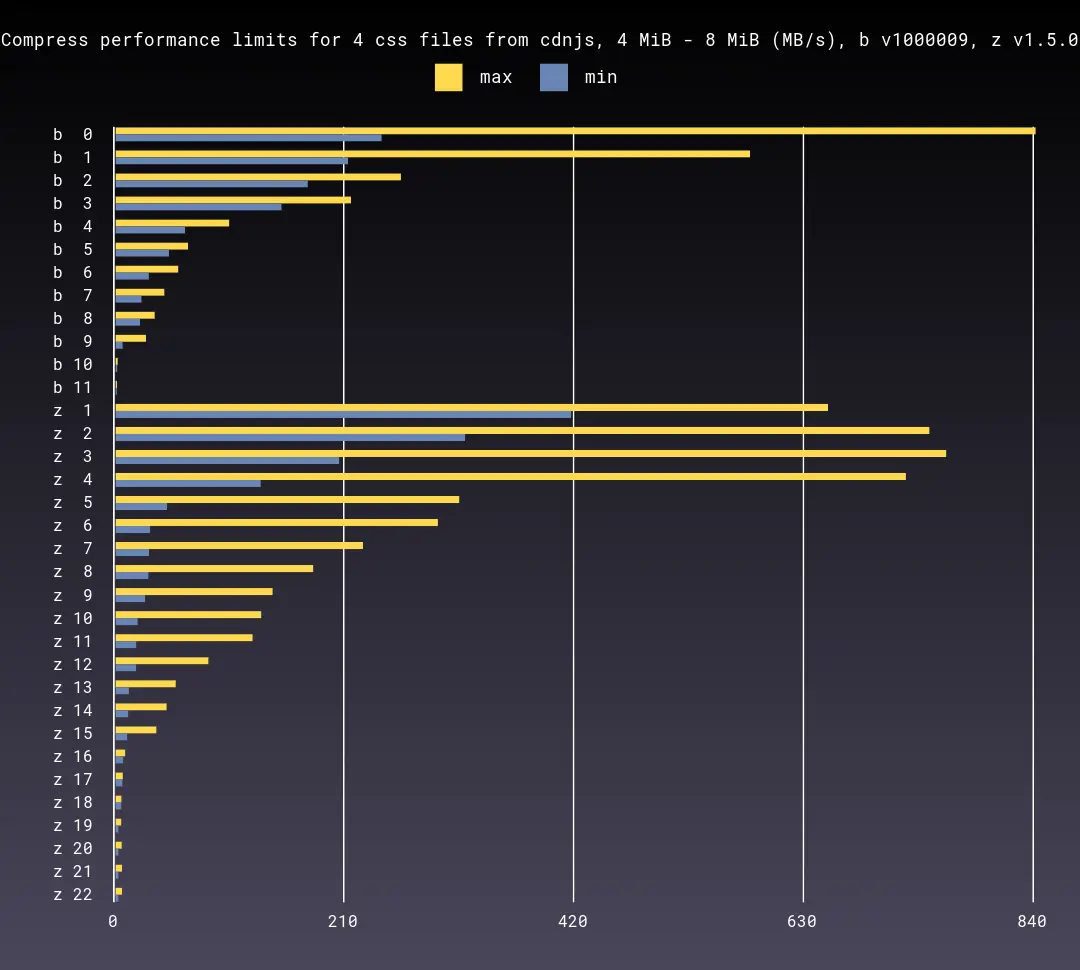 Compress performance limits for 4 css files from cdnjs, 4 MiB - 8 MiB (MB/s), b v1000009, z v1.5.0
max min
b 0
b 1
b 2
b 3
b 4
b 5
b 6
b 7
b 8
b 9
b 10
b 11
z 1
z 2
z 3
z 4
z 5
z 6
z 7
z 8
z 9
z 10
z 11
z 12
z 13
z 14
z 15
z 16
z 17
z 18
z 19
z 20
z 21
z 22
0 210 420 630 840